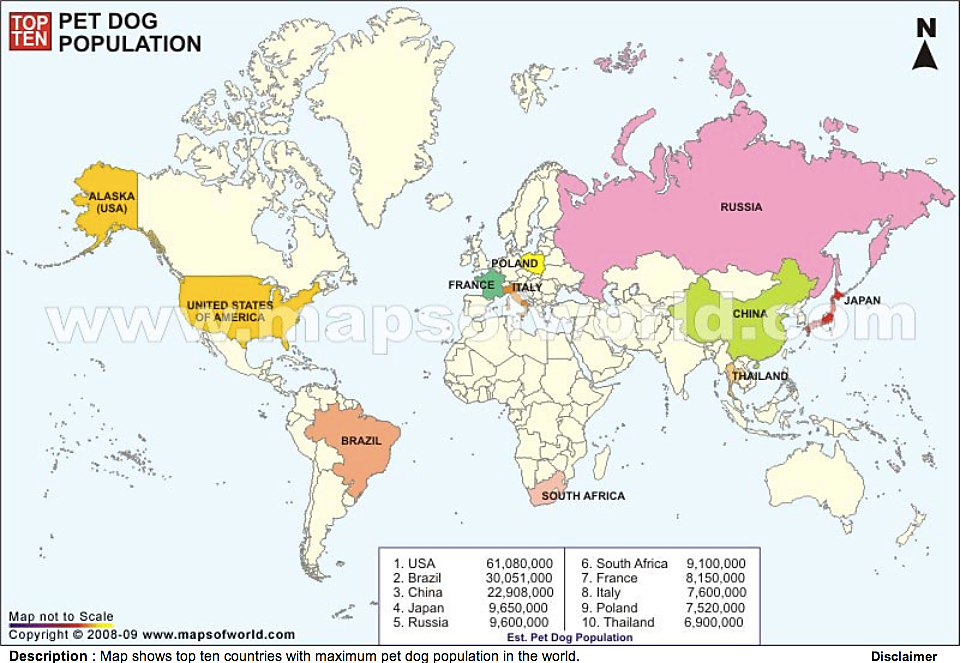 TOP
TEN
PET DOG
POPULATION
N
ALASKA
(USA)
RUSSIA
POLAND
FRANCE
ITALY
UNITED STATES
OF AMERICA
www.mapsofworld.com
CHINA
JAPAN
THAILAND
BRAZIL
SOUTH AFRICA
1. USA 61,080,000
2. Brazil 30,051,000
3. China 22,908,000
4. Japan 9,650,000
5. Russia 9,600,000
6. South Africa 9,100,000
7. France 8,150,000
8. Italy 7,600,000
9. Poland 7,520,000
10. Thailand 6,900,000
Est. Pet Dog Population
Map not to Scale
Copyright © 2008-09 www.mapsofworld.com
Description : Map shows top ten countries with maximum pet dog population in the world.
Disclaimer